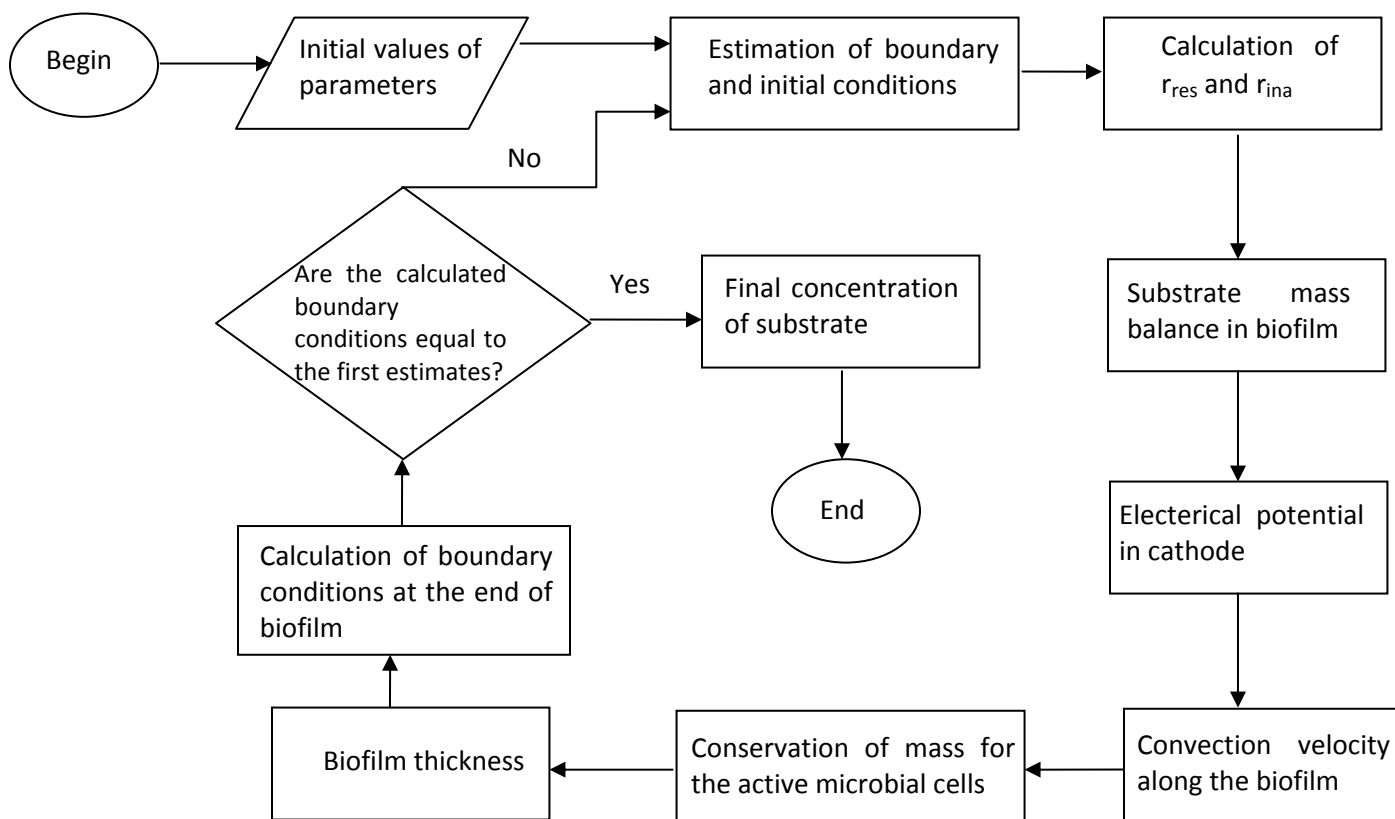 Begin
Initial values of
parameters
Estimation of boundary
and initial conditions
Calculation of
rres and rina
No
Are the calculated
boundary
conditions equal to
the first estimates?
Yes
Final concentration
of substrate
Substrate mass
balance in biofilm
End
Electerical potential
in cathode
Calculation of boundary
conditions at the end of
biofilm
Biofilm thickness
Conservation of mass for
the active microbial cells
Convection velocity
along the biofilm